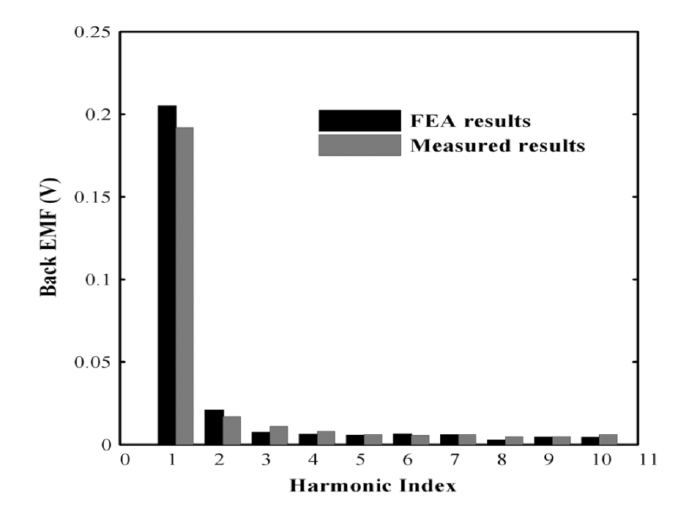 0.25
0.2
0.15
0.1
0.05
0
Back EMF (V)
FEA results
Measured results
0 1 2 3 4 5 6 7 8 9 10 11
Harmonic Index